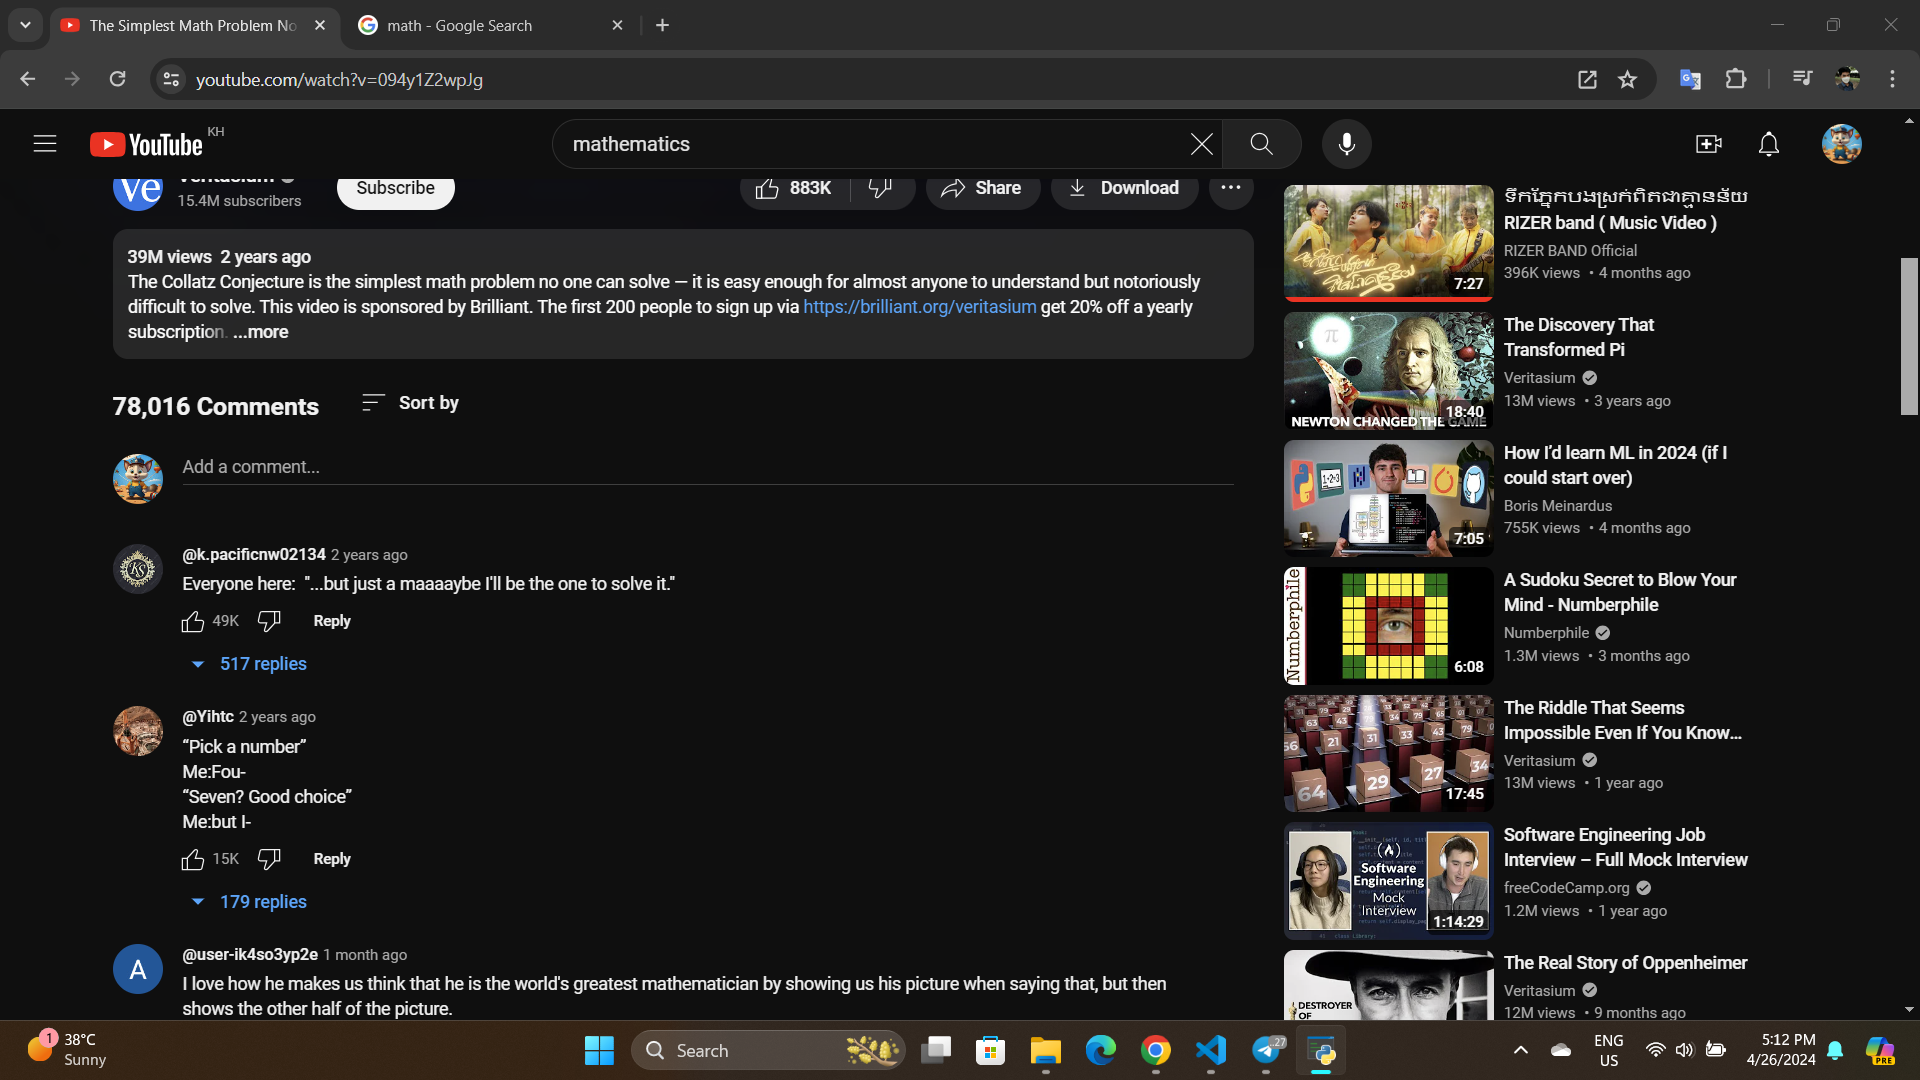 The Simplest Math Problem No
math - Google Search
youtube.com/watch?v=094y1Z2wpJg
YouTube KH
mathematics
Ve
15.4M subscribers
Subscribe
883K
Share
Download
39M views 2 years ago
The Collatz Conjecture is the simplest math problem no one can solve — it is easy enough for almost anyone to understand but notoriously
difficult to solve. This video is sponsored by Brilliant. The first 200 people to sign up via https://brilliant.org/veritasium get 20% off a yearly
subscription. ...more
78,016 Comments
Sort by
Add a comment...
@k.pacificnw02134 2 years ago
Everyone here: "...but just a maaaaybe I'll be the one to solve it."
49K
Reply
517 replies
@Yihtc 2 years ago
“Pick a number”
Me:Fou-
“Seven? Good choice”
Me:but I-
15K
Reply
179 replies
A
@user-ik4so3yp2e 1 month ago
I love how he makes us think that he is the world's greatest mathematician by showing us his picture when saying that, but then
shows the other half of the picture.
7:27
ទឹកភ្នែកបងស្រក់ពិតជាគ្មានន័យ
RIZER band ( Music Video )
RIZER BAND Official
396K views • 4 months ago
NEWTON CHANGED THE GAME
18:40
The Discovery That
Transformed Pi
Veritasium
13M views • 3 years ago
7:05
How I’d learn ML in 2024 (if I
could start over)
Boris Meinardus
755K views • 4 months ago
Numberphile
6:08
A Sudoku Secret to Blow Your
Mind - Numberphile
Numberphile
1.3M views • 3 months ago
64
29
27
34
21
31
33
43
79
17:45
The Riddle That Seems
Impossible Even If You Know...
Veritasium
13M views • 1 year ago
Software
Engineering
Mock
Interview
1:14:29
Software Engineering Job
Interview – Full Mock Interview
freeCodeCamp.org
1.2M views • 1 year ago
DESTROYER
OF
The Real Story of Oppenheimer
Veritasium
12M views • 9 months ago
1
38°C
Sunny
Search
27
ENG
US
5:12 PM
4/26/2024
PRE